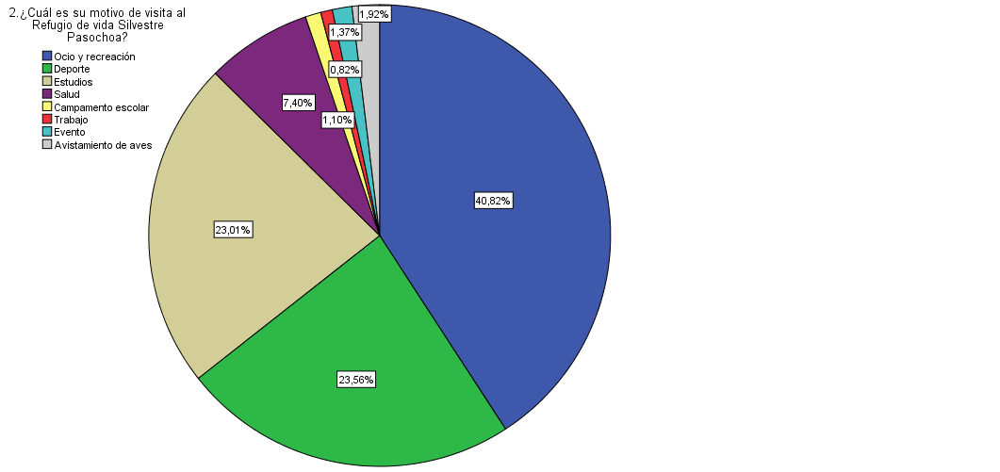 2.¿Cuál es su motivo de visita al
Refugio de vida Silvestre
Pasochoa?
Ocio y recreación
Deporte
Estudios
Salud
Campamento escolar
Trabajo
Evento
Avistamiento de aves
1,92%
1,37%
0,82%
7,40%
1,10%
40,82%
23,01%
23,56%